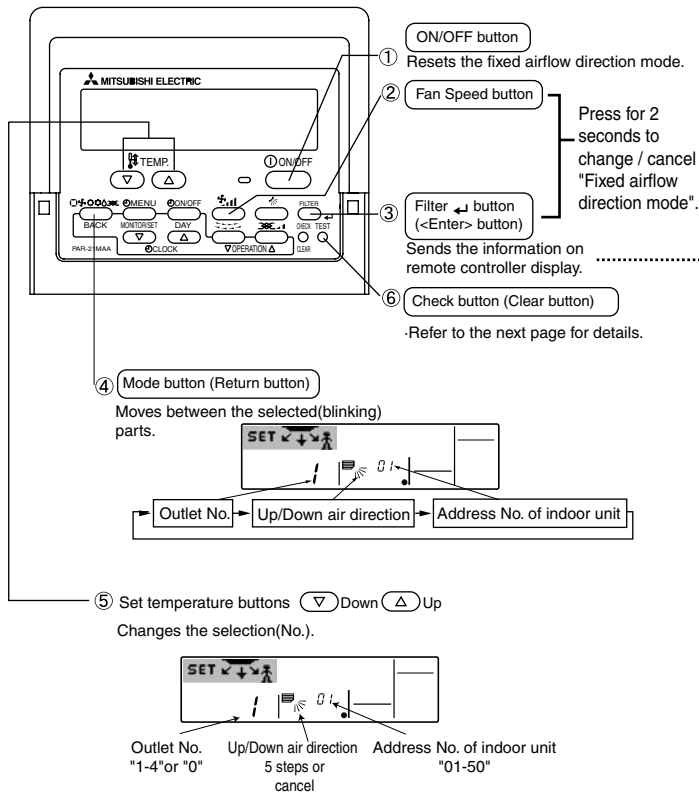 ① ON/OFF button
Resets the fixed airflow direction mode.
② Fan Speed button
Press for 2
seconds to
change / cancel
"Fixed airflow
direction mode".
③ Filter ↵ button
(<Enter> button)
Sends the information on
remote controller display.
⑥ Check button (Clear button)
·Refer to the next page for details.
MITSUBISHI ELECTRIC
TEMP.
ON/OFF
MENU ON/OFF FILTER
BACK MONITOR/SET DAY CHECK TEST
PAR-21MAA CLOCK ▽OPERATION△ CLEAR
④ Mode button (Return button)
Moves between the selected(blinking)
parts.
SET
1 01
Outlet No. Up/Down air direction Address No. of indoor unit
⑤ Set temperature buttons ▽ Down △ Up
Changes the selection(No.).
SET
1 01
Outlet No. Up/Down air direction Address No. of indoor unit
"1-4"or "0" 5 steps or "01-50"
cancel